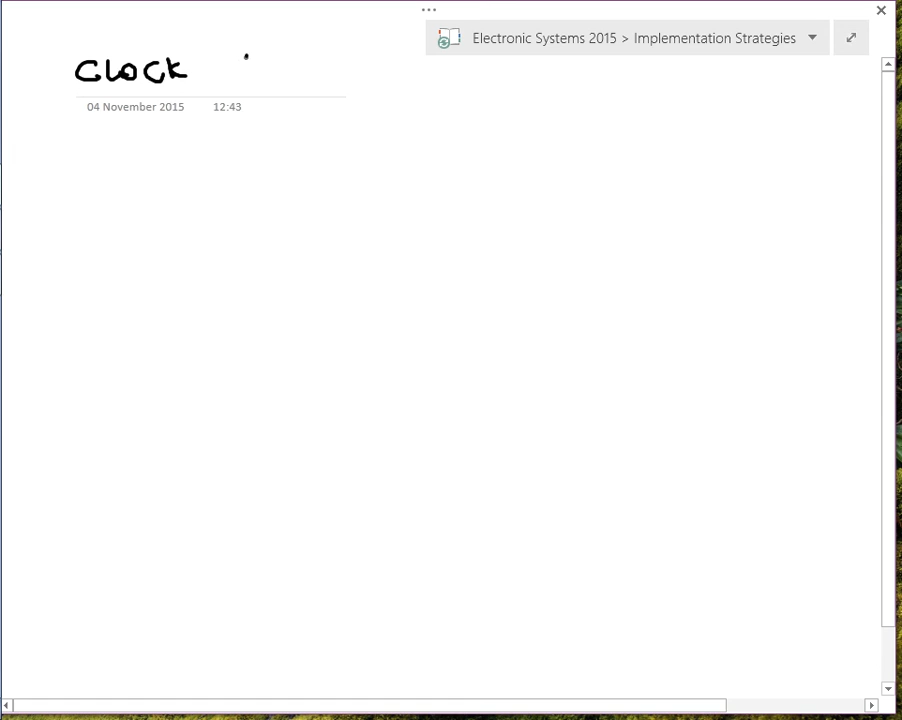 Electronic Systems 2015 > Implementation Strategies
Clock
04 November 2015 12:43